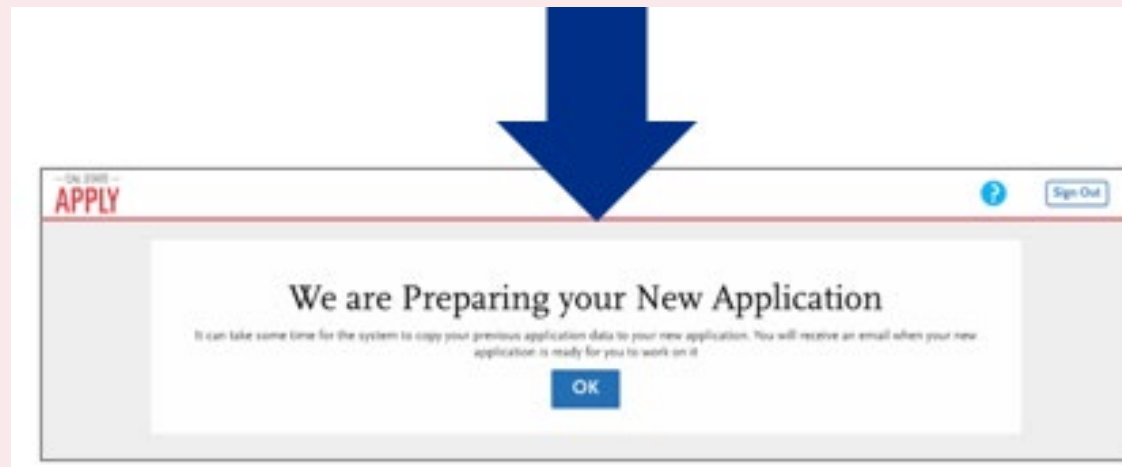 — CAL STATE —
APPLY
?
Sign Out
We are Preparing your New Application
It can take some time for the system to copy your previous application data to your new application. You will receive an email when your new
application is ready for you to work on it
OK